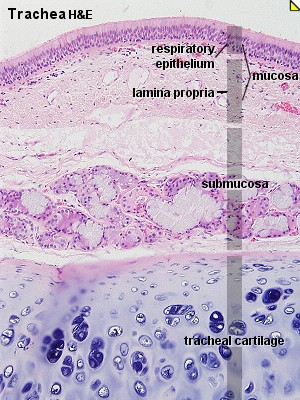 Trachea H&E
respiratory
epithelium
mucosa
lamina propria
submucosa
tracheal cartilage